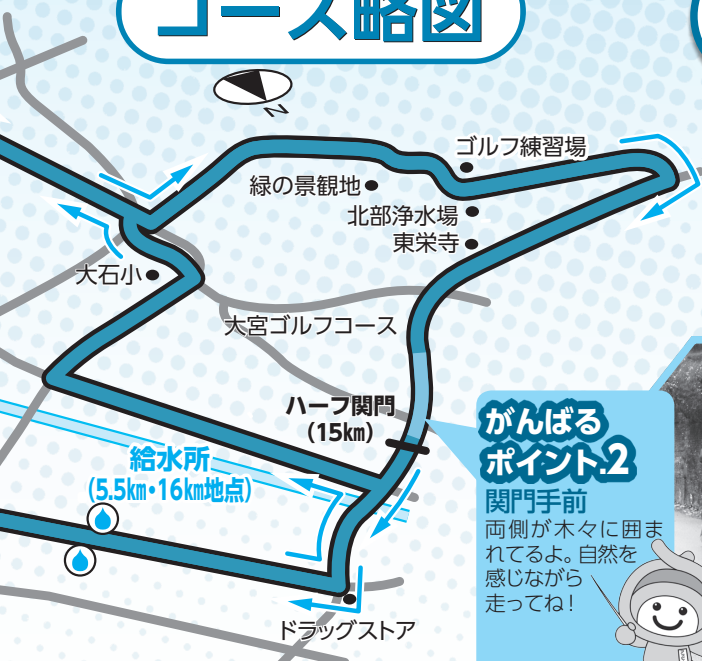 コース略図
N
ゴルフ練習場
緑の景観地
北部浄水場
東栄寺
大石小
大宮ゴルフコース
ハーフ関門
(15km)
給水所
(5.5km・16km地点)
ドラッグストア
がんばる
ポイント.2
関門手前
両側が木々に囲ま
れてるよ。自然を
感じながら
走ってね!